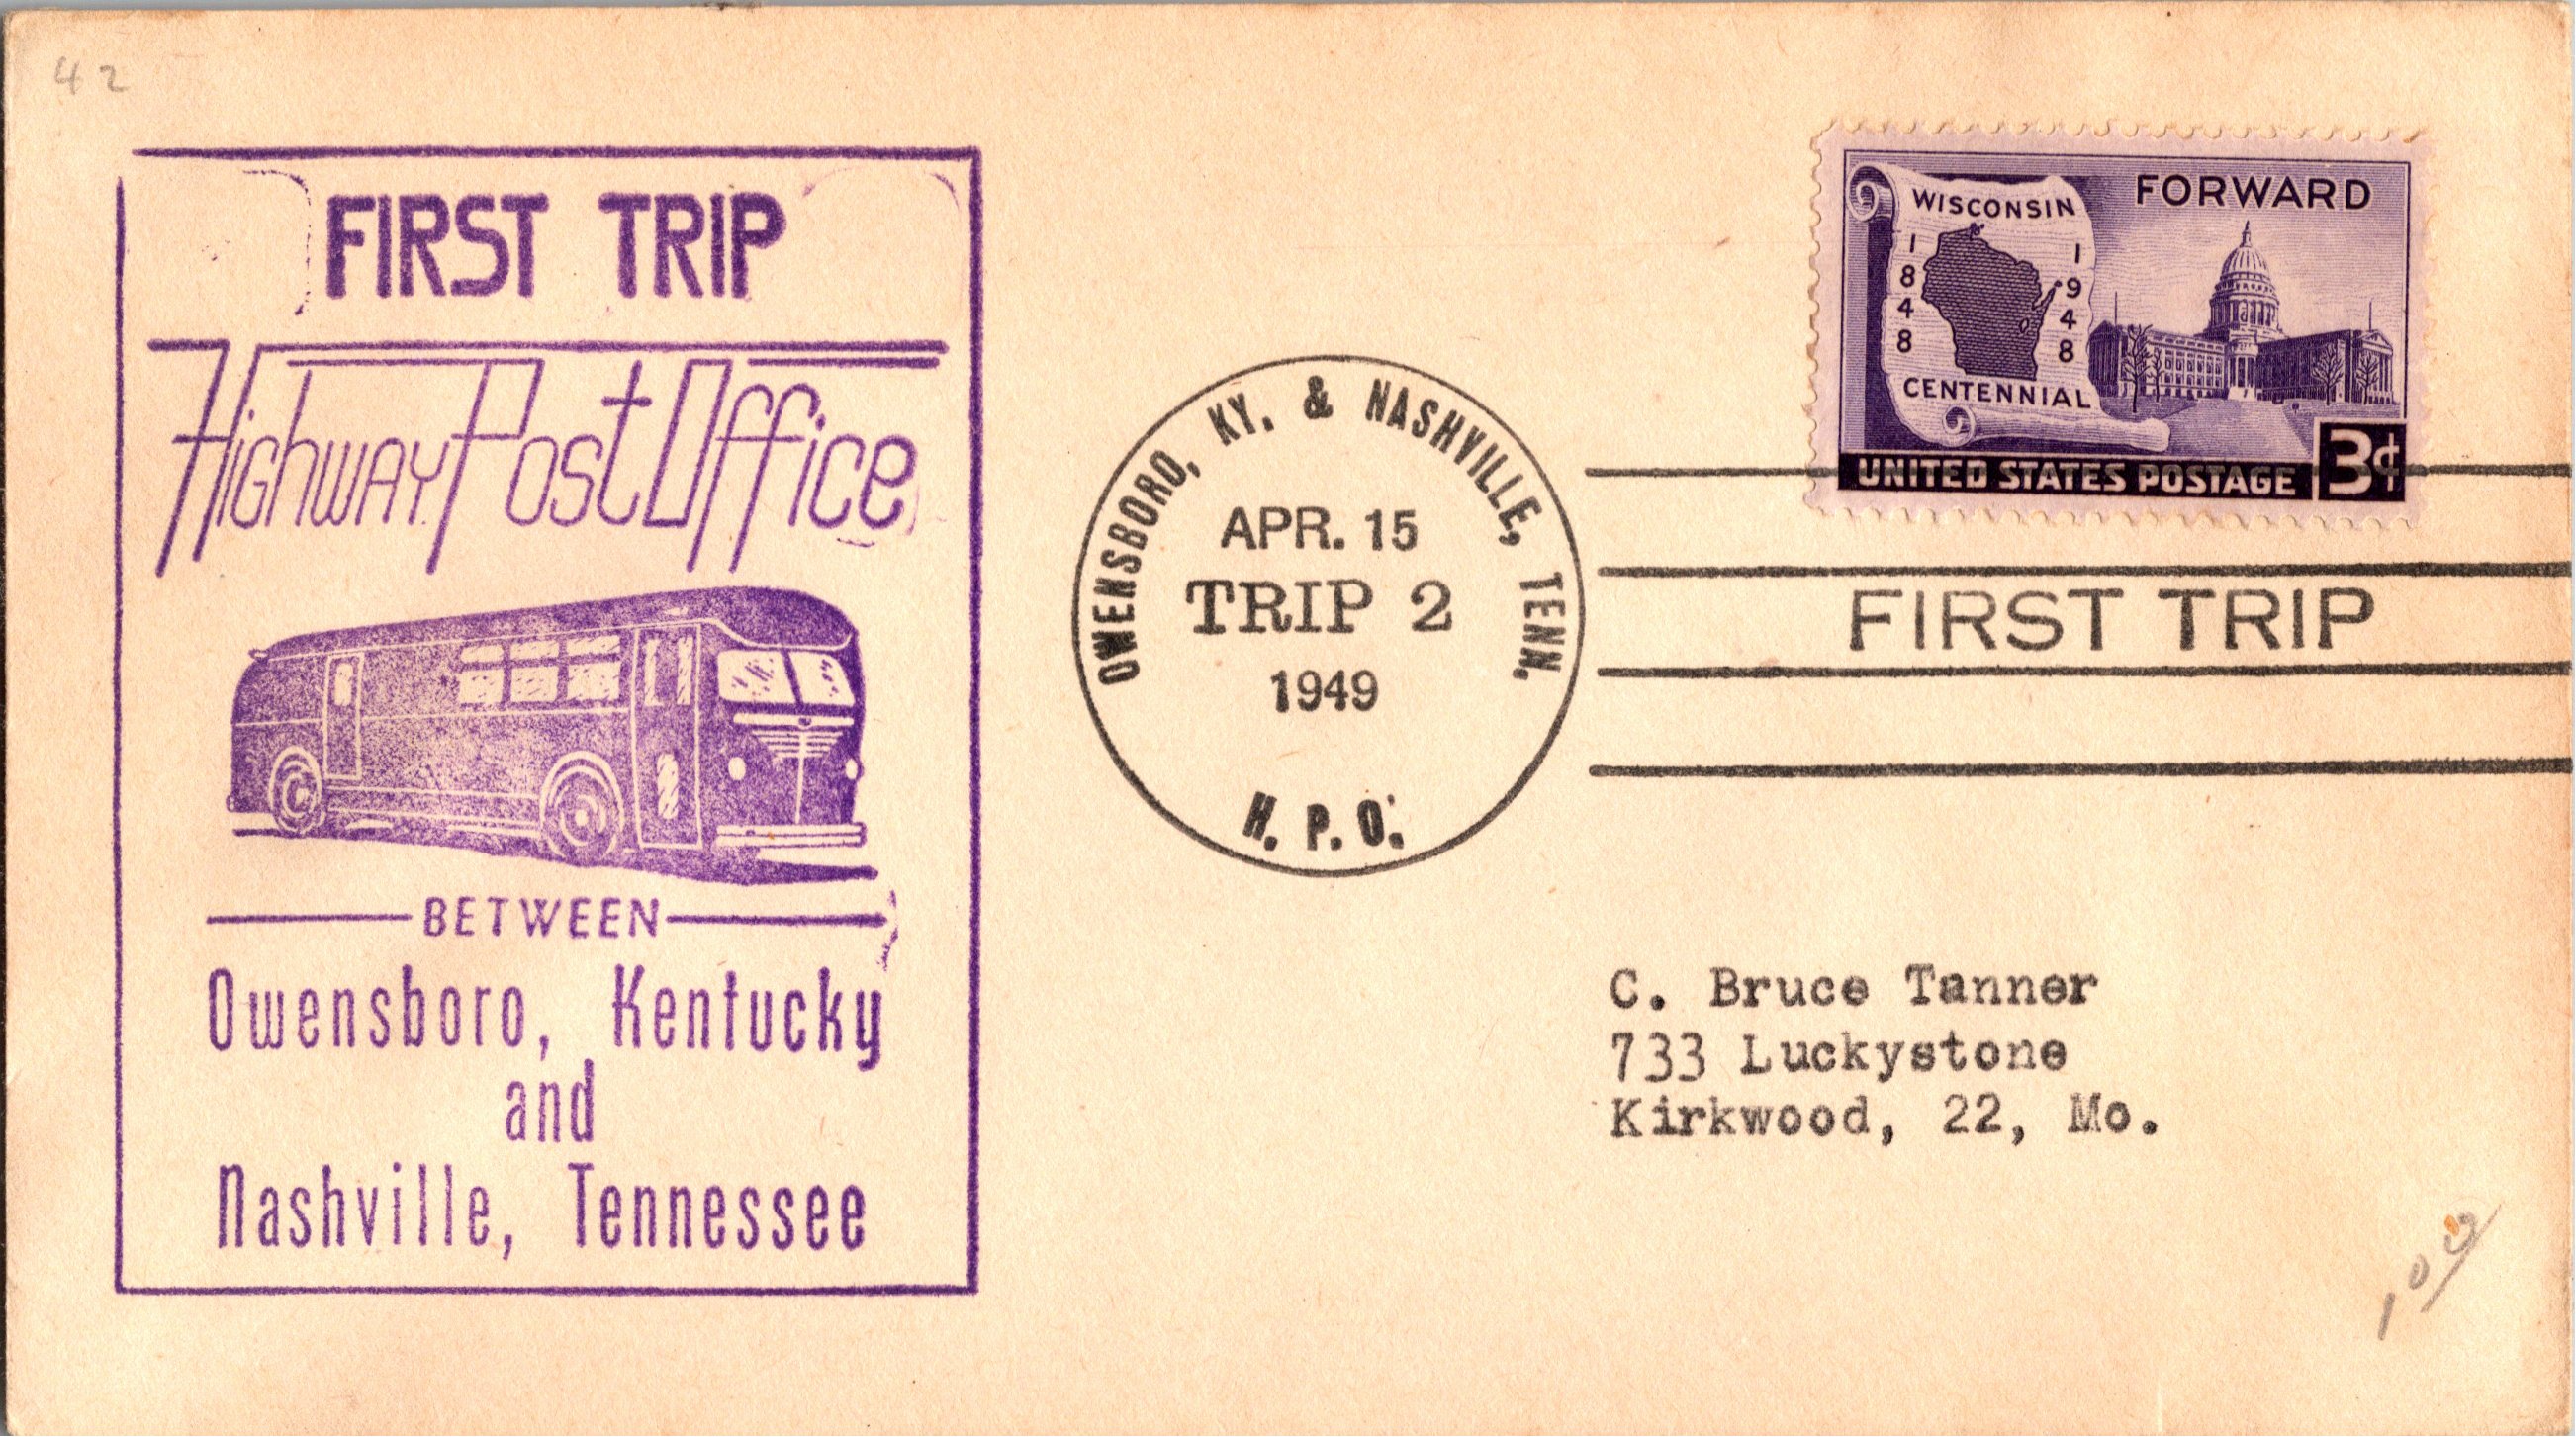 42
FIRST TRIP
Highway Post Office
BETWEEN
Owensboro, Kentucky
and
Nashville, Tennessee
OWENSBORO, KY. & NASHVILLE, TENN.
APR. 15
TRIP 2
1949
H. P. O.
WISCONSIN
1848
1948
CENTENNIAL
FORWARD
UNITED STATES POSTAGE 3¢
FIRST TRIP
C. Bruce Tanner
733 Luckystone
Kirkwood, 22, Mo.
1 00